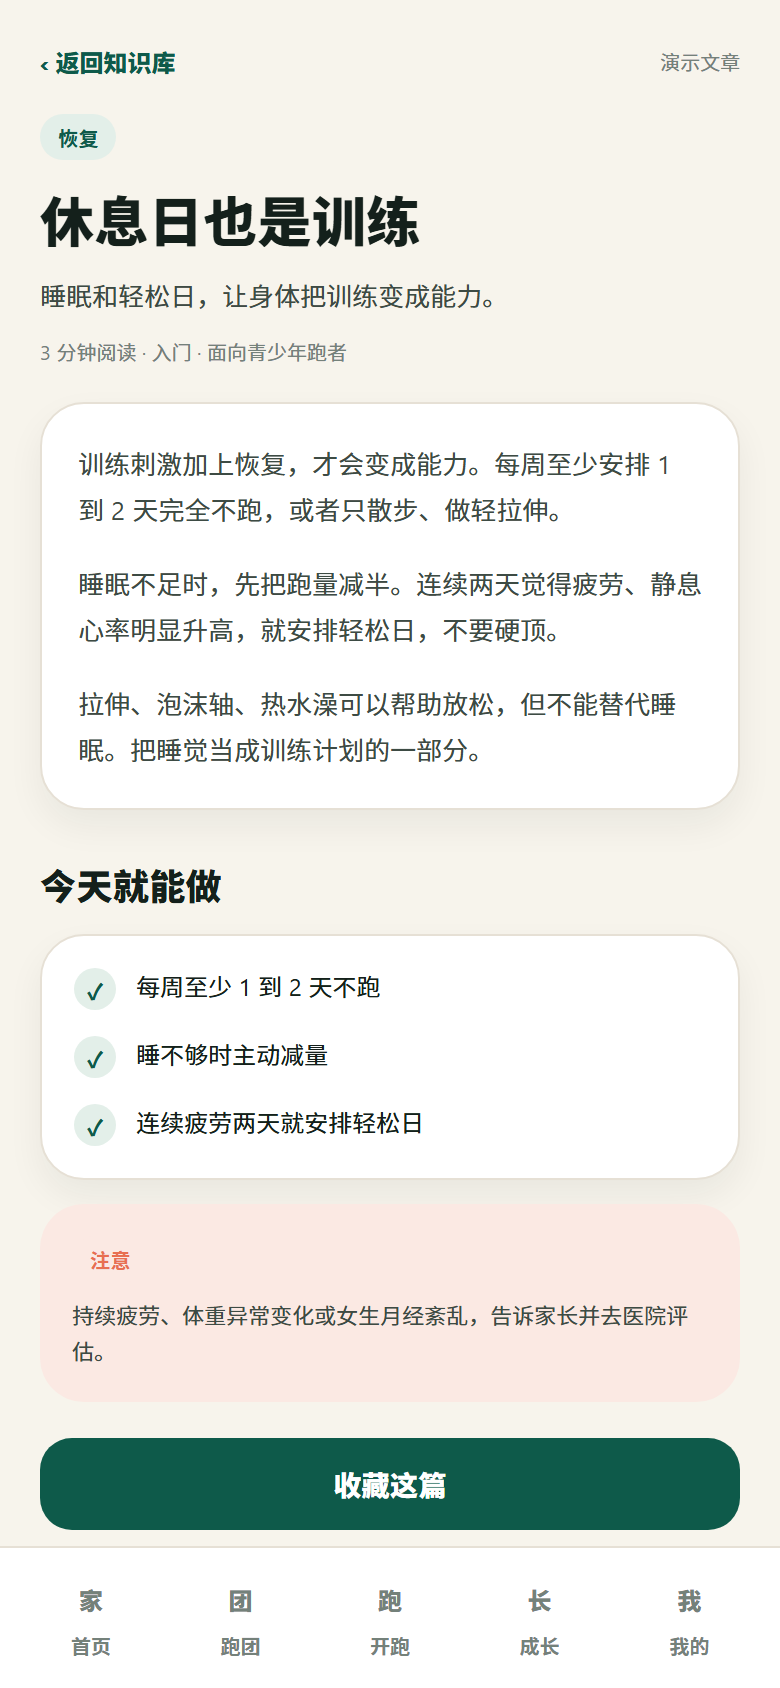 ‹ 返回知识库
演示文章
恢复
休息日也是训练
睡眠和轻松日，让身体把训练变成能力。
3 分钟阅读 · 入门 · 面向青少年跑者
训练刺激加上恢复，才会变成能力。每周至少安排 1
到 2 天完全不跑，或者只散步、做轻拉伸。
睡眠不足时，先把跑量减半。连续两天觉得疲劳、静息
心率明显升高，就安排轻松日，不要硬顶。
拉伸、泡沫轴、热水澡可以帮助放松，但不能替代睡
眠。把睡觉当成训练计划的一部分。
今天就能做
✓ 每周至少 1 到 2 天不跑
✓ 睡不够时主动减量
✓ 连续疲劳两天就安排轻松日
注意
持续疲劳、体重异常变化或女生月经紊乱，告诉家长并去医院评
估。
收藏这篇
家 团 跑 长 我
首页 跑团 开跑 成长 我的